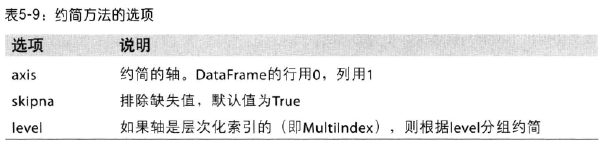 表5-9：约简方法的选项
选项 说明
axis 约简的轴。DataFrame的行用0，列用1
skipna 排除缺失值，默认值为True
level 如果轴是层次化索引的（即MultiIndex），则根据level分组约简